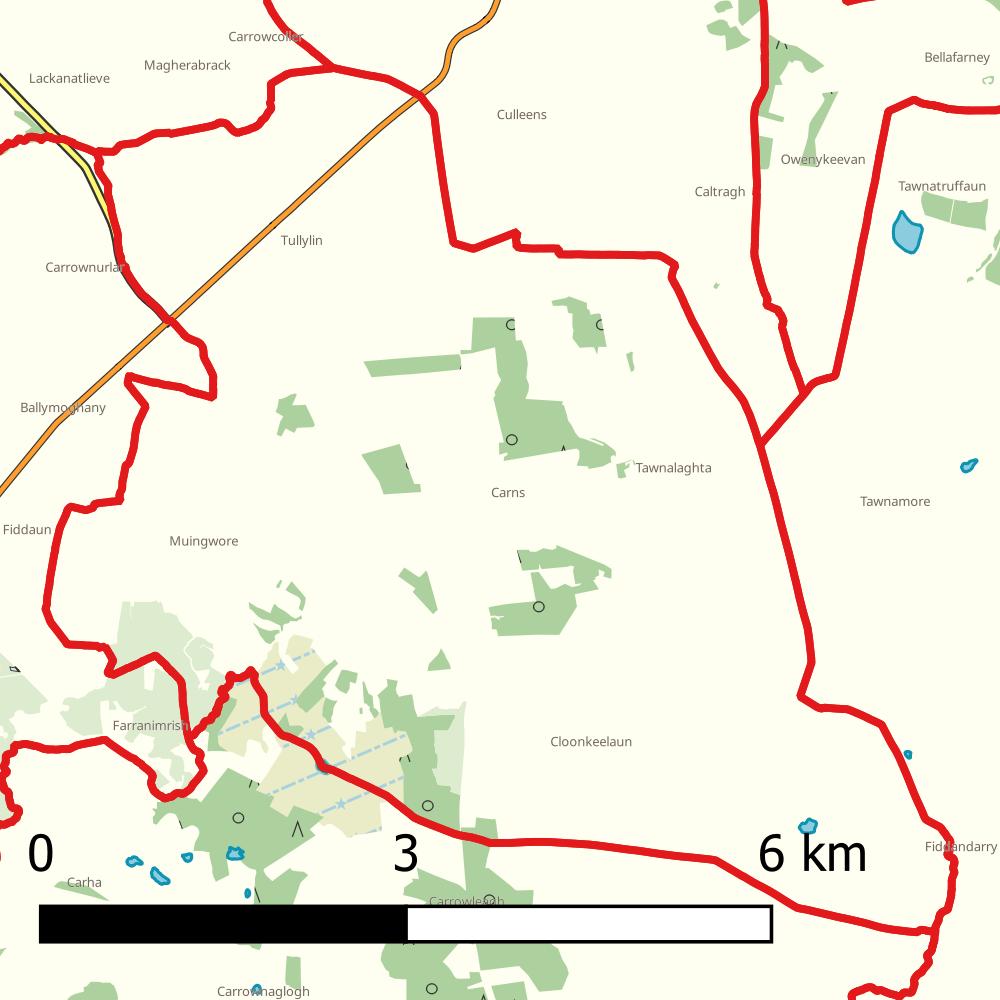 Carrowcoller
Magherabrack
Lackanatlieve
Bellafarney
Culleens
Owenykeevan
Tawnatruffaun
Caltragh
Tullylin
Carrownurlar
Ballymoghany
Tawnalaghta
Carns
Tawnamore
Fiddaun
Muingwore
Farranimrish
Cloonkeelaun
Fiddandarry
0 3 6 km
Carha
Carrowleagh
Carrownaglogh